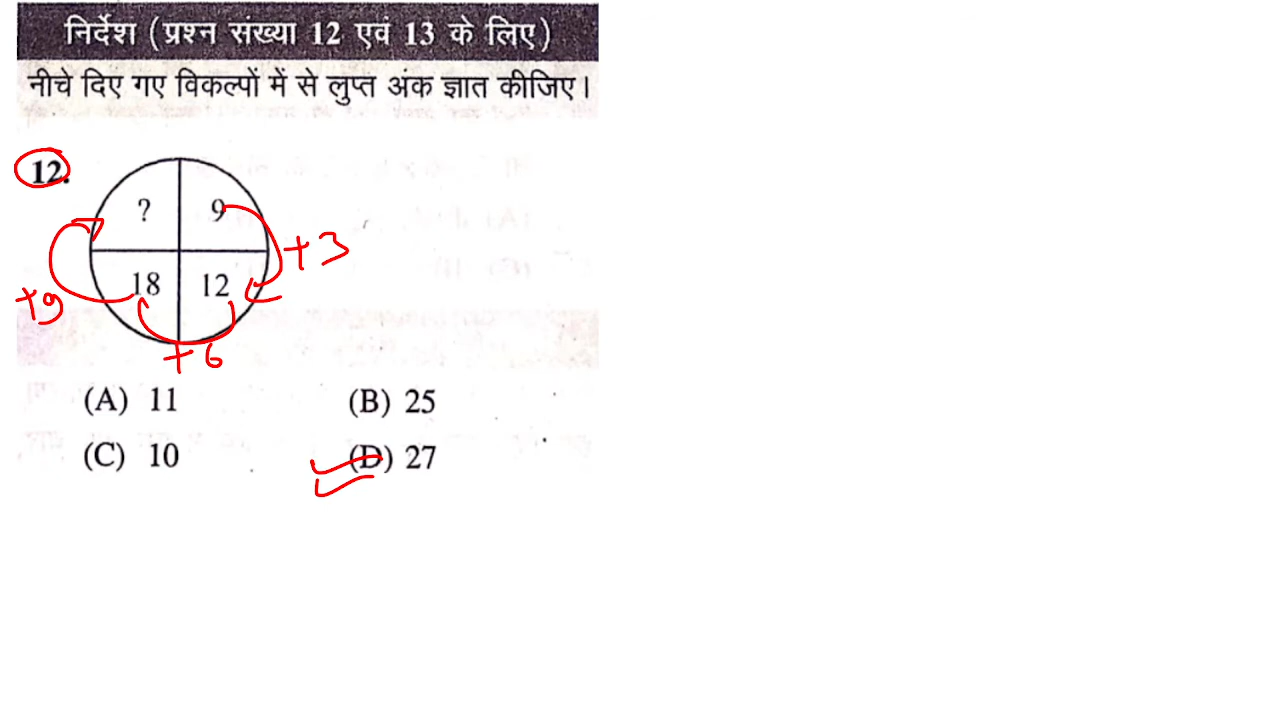 निर्देश (प्रश्न संख्या 12 एवं 13 के लिए)
नीचे दिए गए विकल्पों में से लुप्त अंक ज्ञात कीजिए।
12.
? 9
+3
18 12
+9
+6
(A) 11 (B) 25
(C) 10 (D) 27